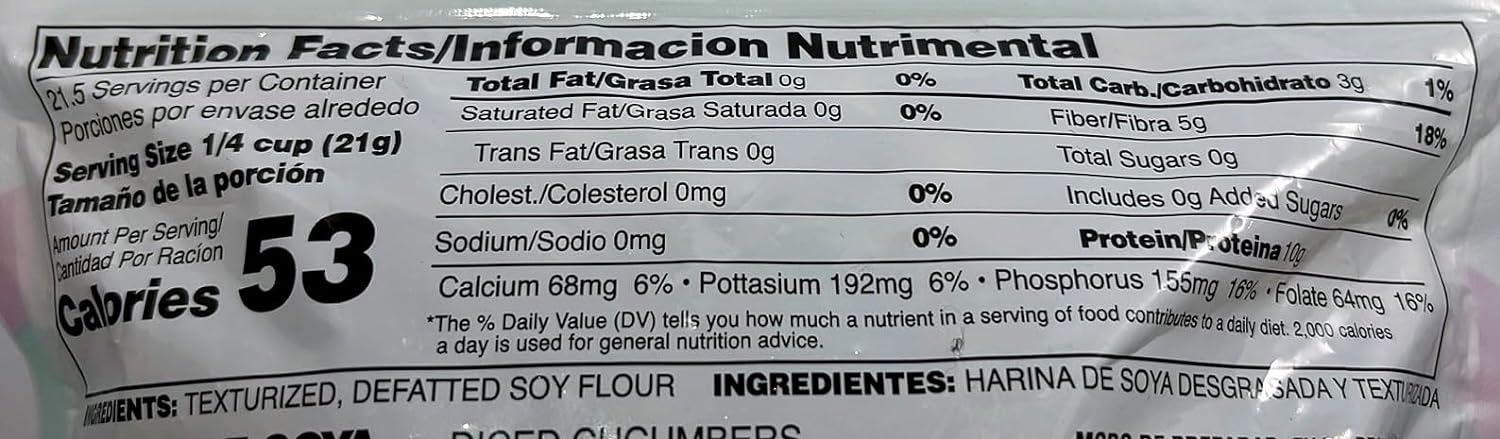 Nutrition Facts/Informacion Nutrimental
21.5 Servings per Container
Porciones por envase alrededo
Serving Size 1/4 cup (21g)
Tamaño de la porción
Amount Per Serving/
Cantidad Por Racíon
Calories 53
Total Fat/Grasa Total 0g 0%
Saturated Fat/Grasa Saturada 0g 0%
Trans Fat/Grasa Trans 0g
Cholest./Colesterol 0mg 0%
Sodium/Sodio 0mg 0%
Total Carb./Carbohidrato 3g 1%
Fiber/Fibra 5g 18%
Total Sugars 0g
Includes 0g Added Sugars 0%
Protein/Proteina 10g
Calcium 68mg 6% • Pottasium 192mg 6% • Phosphorus 155mg 16% • Folate 64mg 16%
*The % Daily Value (DV) tells you how much a nutrient in a serving of food contributes to a daily diet. 2,000 calories
a day is used for general nutrition advice.
INGREDIENTS: TEXTURIZED, DEFATTED SOY FLOUR INGREDIENTES: HARINA DE SOYA DESGRASADA Y TEXTURIZADA
SOYA DICED CUCUMBERS